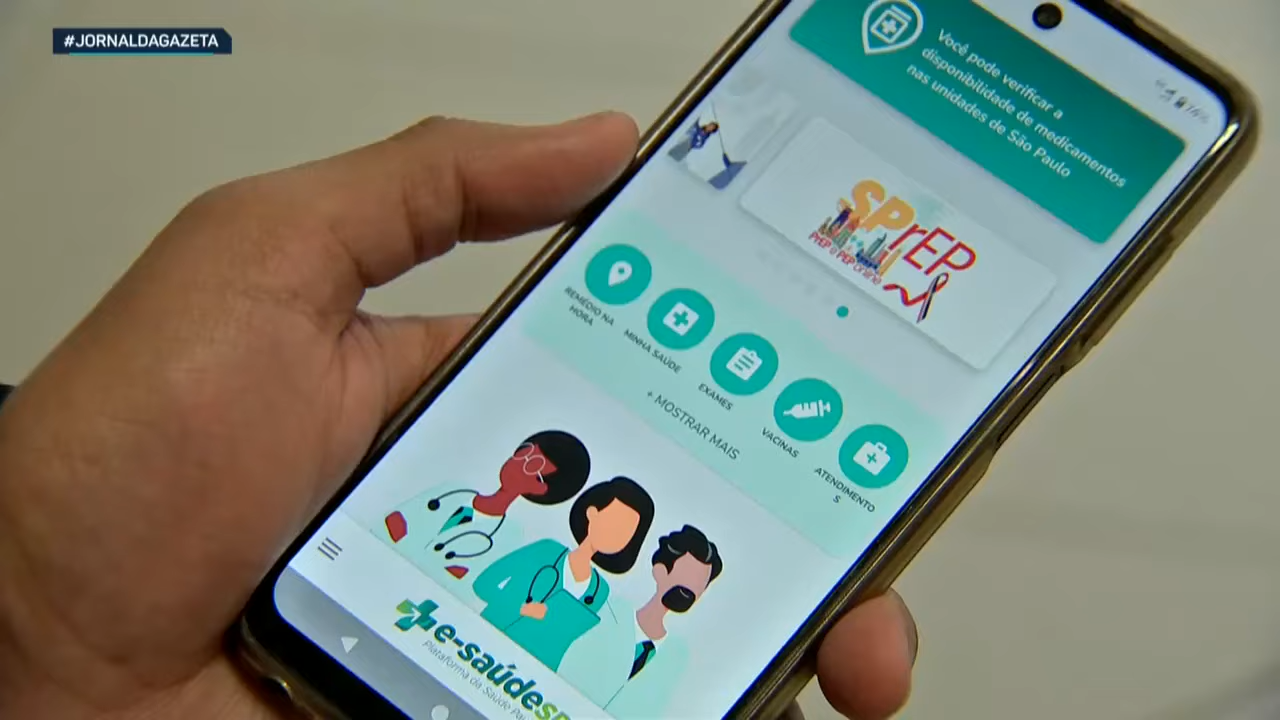 #JORNALDAGAZETA
Você pode verificar a
disponibilidade de medicamentos
nas unidades de São Paulo
SPrEP
PrEP e PEP online
REMÉDIO NA
HORA
MINHA SAÚDE
EXAMES
VACINAS
ATENDIMENTO
S
+ MOSTRAR MAIS
e-saúdesp
Plataforma da Saúde